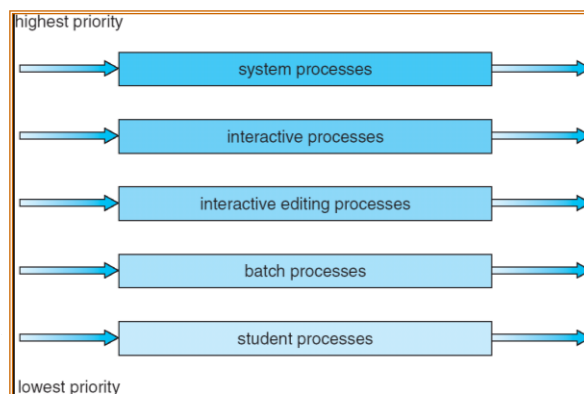 highest priority
system processes
interactive processes
interactive editing processes
batch processes
student processes
lowest priority